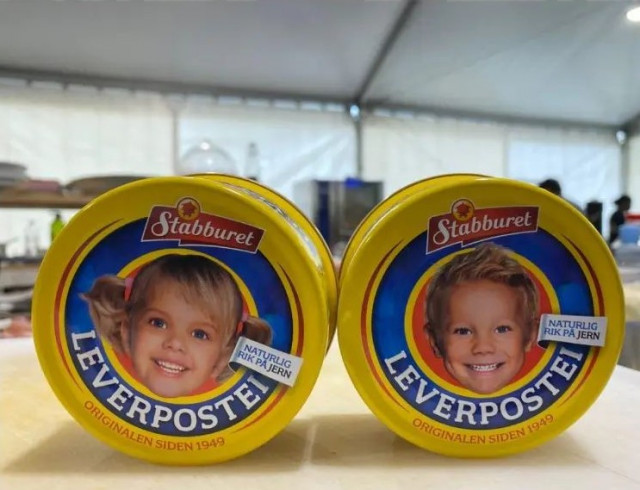 Stabburet
NATURLIG
RIK PÅ JERN
LEVERPOSTEI
ORIGINALEN SIDEN 1949
Stabburet
NATURLIG
RIK PÅ JERN
LEVERPOSTEI
ORIGINALEN SIDEN 1949